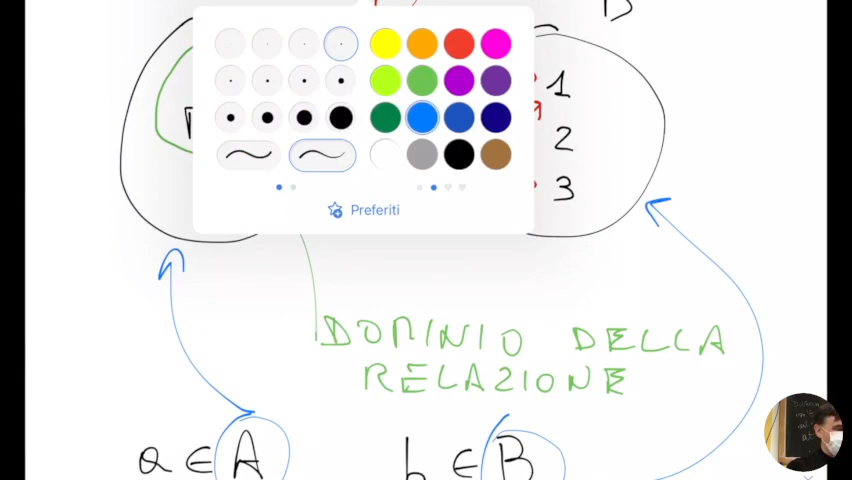 B
1
2
3
Preferiti
DOMINIO DELLA
RELAZIONE
a ∈ A
b ∈ B